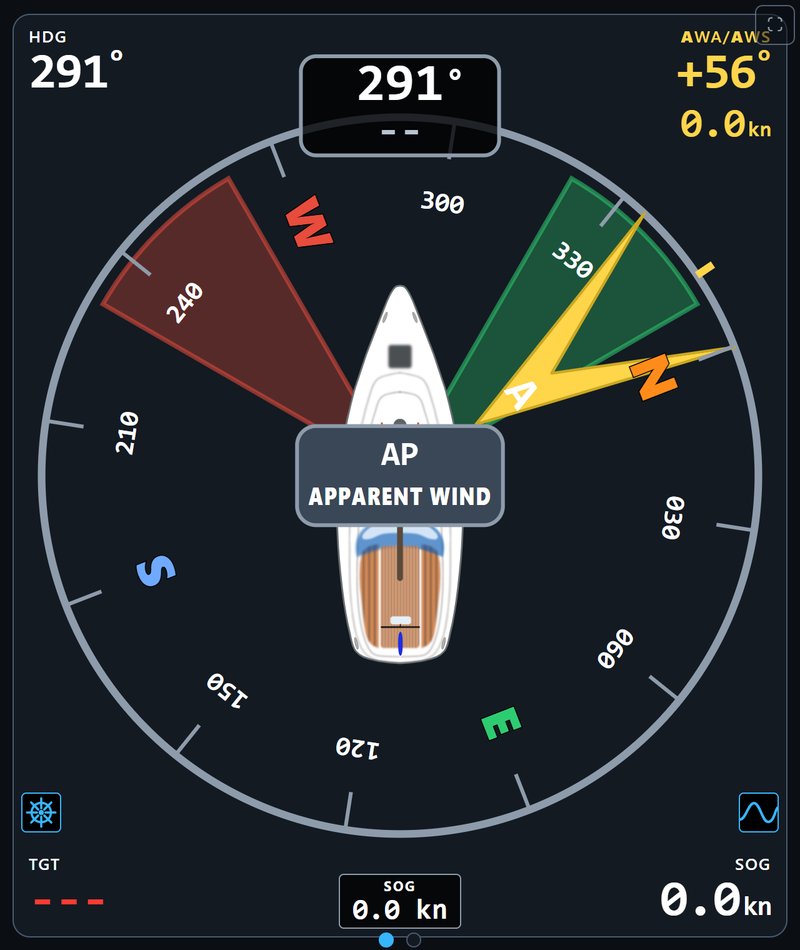 HDG
291°
291°
--
AWA/AWS
+56°
0.0kn
W
300
330
240
N
A
210
AP
APPARENT WIND
030
S
060
150
E
120
TGT
---
SOG
0.0 kn
SOG
0.0kn